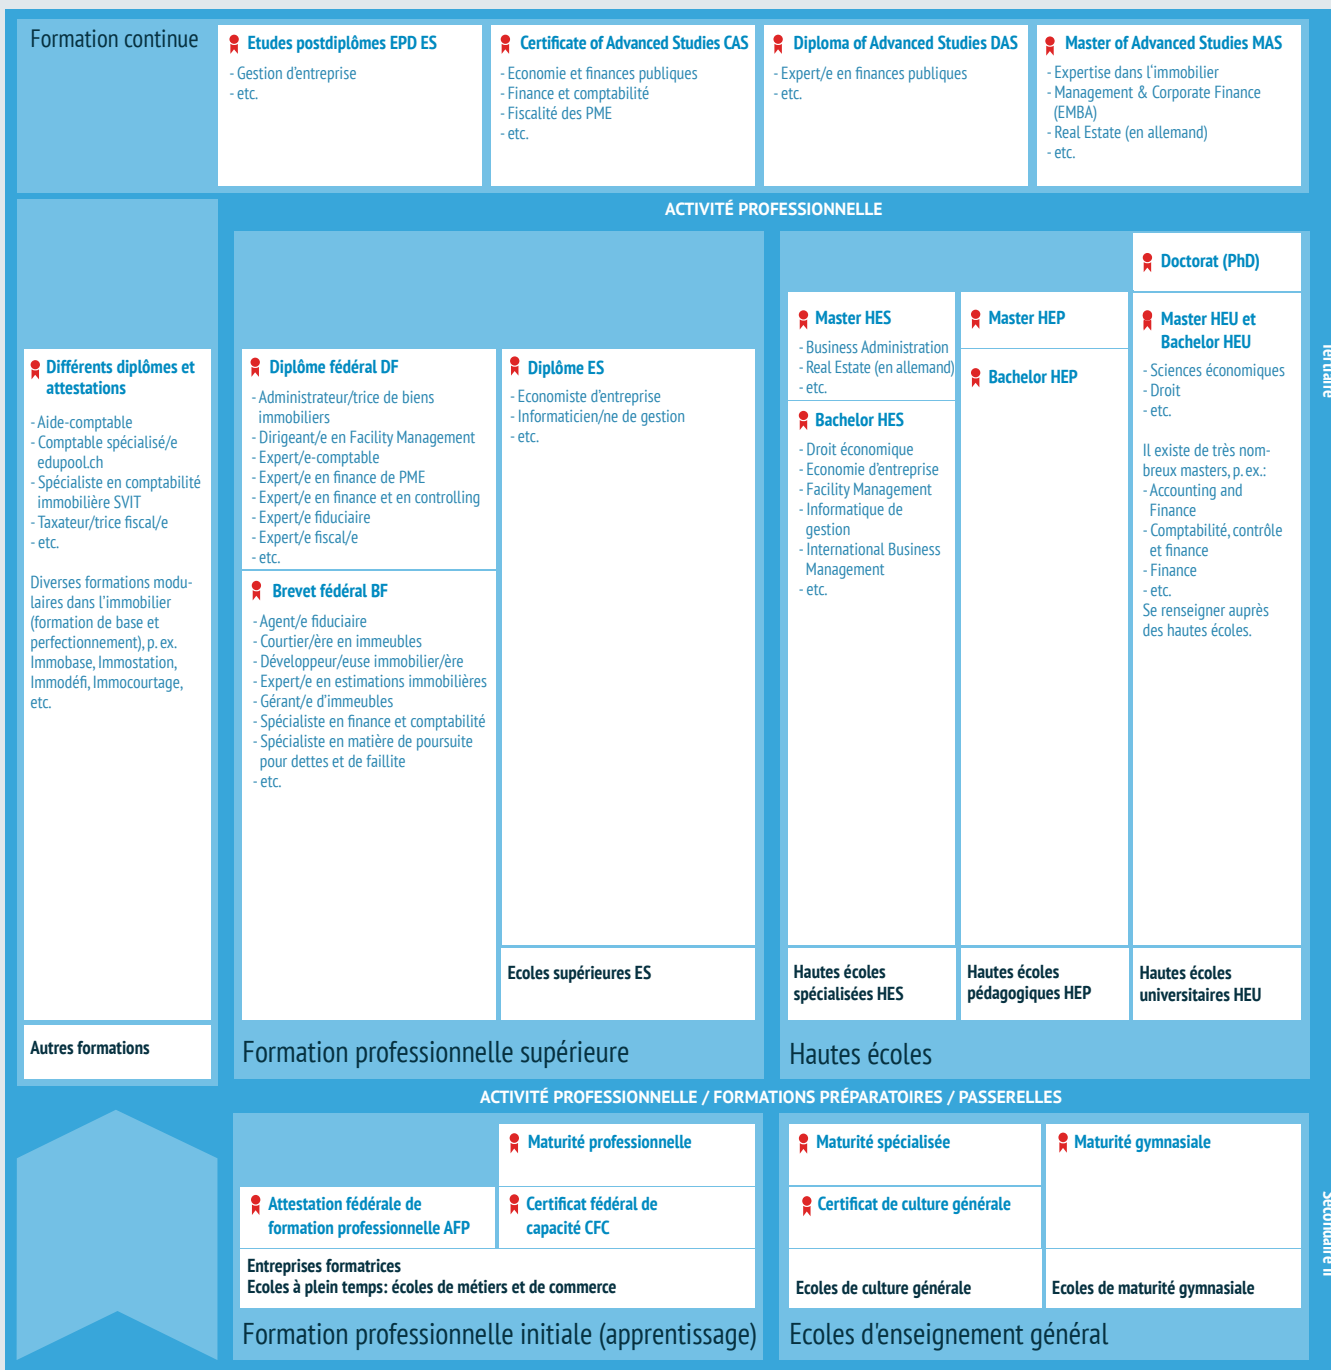 Formation continue
Etudes postdiplômes EPD ES
- Gestion d'entreprise
- etc.
Certificate of Advanced Studies CAS
- Economie et finances publiques
- Finance et comptabilité
- Fiscalité des PME
- etc.
Diploma of Advanced Studies DAS
- Expert/e en finances publiques
- etc.
Master of Advanced Studies MAS
- Expertise dans l'immobilier
- Management & Corporate Finance
(EMBA)
- Real Estate (en allemand)
- etc.
ACTIVITÉ PROFESSIONNELLE
Tertiaire
Différents diplômes et
attestations
- Aide-comptable
- Comptable spécialisé/e
edupool.ch
- Spécialiste en comptabilité
immobilière SVIT
- Taxateur/trice fiscal/e
- etc.
Diverses formations modu-
laires dans l'immobilier
(formation de base et
perfectionnement), p. ex.
Immobase, Immostation,
Immodéfi, Immocourtage,
etc.
Autres formations
Diplôme fédéral DF
- Administrateur/trice de biens
immobiliers
- Dirigeant/e en Facility Management
- Expert/e-comptable
- Expert/e en finance de PME
- Expert/e en finance et en controlling
- Expert/e fiduciaire
- Expert/e fiscal/e
- etc.
Brevet fédéral BF
- Agent/e fiduciaire
- Courtier/ère en immeubles
- Développeur/euse immobilier/ère
- Expert/e en estimations immobilières
- Gérant/e d'immeubles
- Spécialiste en finance et comptabilité
- Spécialiste en matière de poursuite
pour dettes et de faillite
- etc.
Diplôme ES
- Economiste d'entreprise
- Informaticien/ne de gestion
- etc.
Ecoles supérieures ES
Formation professionnelle supérieure
Master HES
- Business Administration
- Real Estate (en allemand)
- etc.
Bachelor HES
- Droit économique
- Economie d'entreprise
- Facility Management
- Informatique de
gestion
- International Business
Management
- etc.
Hautes écoles
spécialisées HES
Master HEP
Bachelor HEP
Hautes écoles
pédagogiques HEP
Doctorat (PhD)
Master HEU et
Bachelor HEU
- Sciences économiques
- Droit
- etc.
Il existe de très nom-
breux masters, p. ex.:
- Accounting and
Finance
- Comptabilité, contrôle
et finance
- Finance
- etc.
Se renseigner auprès
des hautes écoles.
Hautes écoles
universitaires HEU
Hautes écoles
ACTIVITÉ PROFESSIONNELLE / FORMATIONS PRÉPARATOIRES / PASSERELLES
Secondaire II
Maturité professionnelle
Attestation fédérale de
formation professionnelle AFP
Certificat fédéral de
capacité CFC
Entreprises formatrices
Ecoles à plein temps: écoles de métiers et de commerce
Formation professionnelle initiale (apprentissage)
Maturité spécialisée
Certificat de culture générale
Ecoles de culture générale
Maturité gymnasiale
Ecoles de maturité gymnasiale
Ecoles d'enseignement général